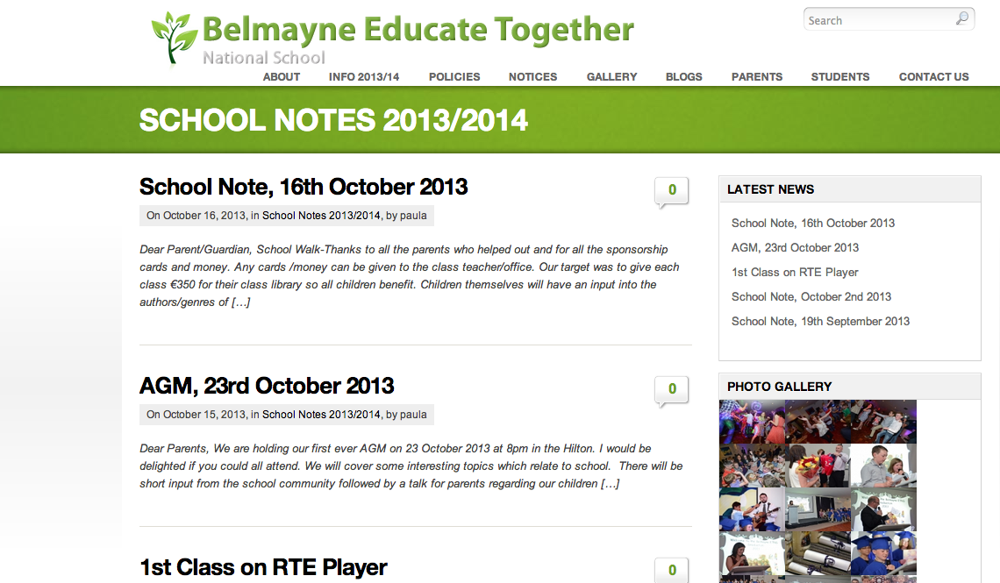 Belmayne Educate Together
National School
Search
ABOUT INFO 2013/14 POLICIES NOTICES GALLERY BLOGS PARENTS STUDENTS CONTACT US
SCHOOL NOTES 2013/2014
School Note, 16th October 2013
0
On October 16, 2013, in School Notes 2013/2014, by paula
Dear Parent/Guardian, School Walk-Thanks to all the parents who helped out and for all the sponsorship
cards and money. Any cards /money can be given to the class teacher/office. Our target was to give each
class €350 for their class library so all children benefit. Children themselves will have an input into the
authors/genres of […]
AGM, 23rd October 2013
0
On October 15, 2013, in School Notes 2013/2014, by paula
Dear Parents, We are holding our first ever AGM on 23 October 2013 at 8pm in the Hilton. I would be
delighted if you could all attend. We will cover some interesting topics which relate to school.  There will be
short input from the school community followed by a talk for parents regarding our children […]
1st Class on RTE Player
0
LATEST NEWS
School Note, 16th October 2013
AGM, 23rd October 2013
1st Class on RTE Player
School Note, October 2nd 2013
School Note, 19th September 2013
PHOTO GALLERY